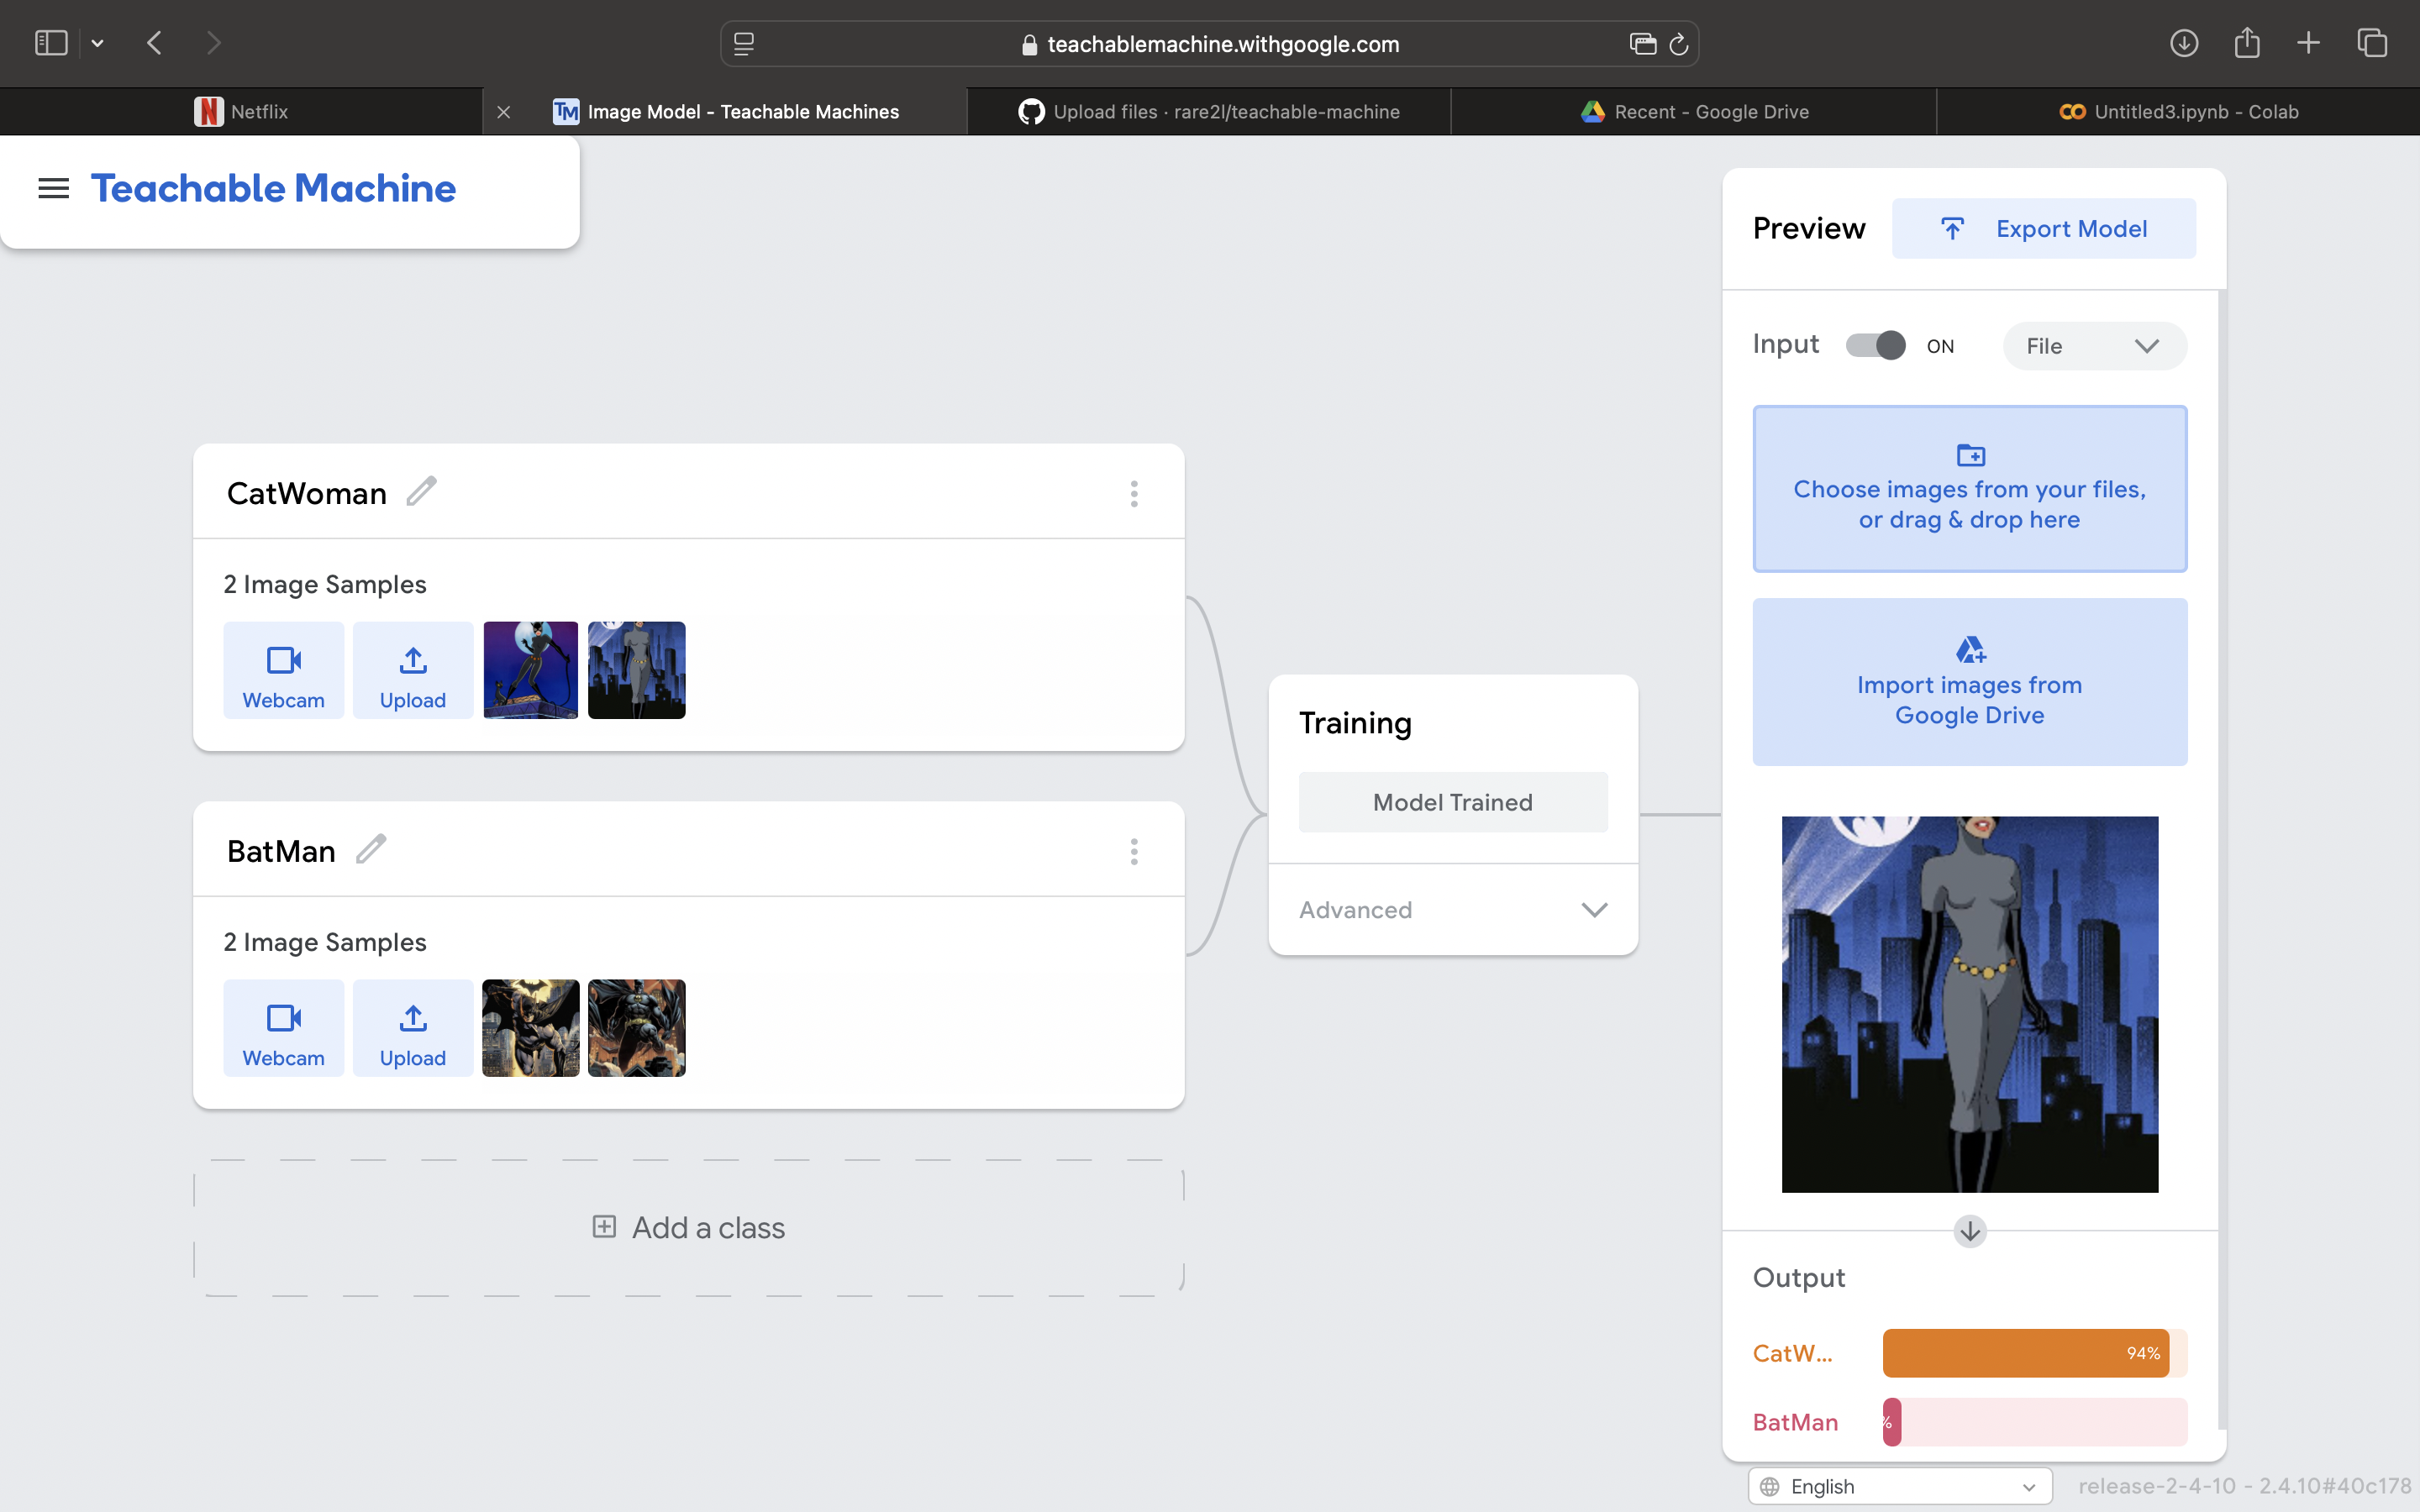 teachablemachine.withgoogle.com
Netflix
Image Model - Teachable Machines
Upload files · rare2l/teachable-machine
Recent - Google Drive
Untitled3.ipynb - Colab
Teachable Machine
Preview
Export Model
Input
ON
File
Choose images from your files,
or drag & drop here
Import images from
Google Drive
CatWoman
2 Image Samples
Webcam
Upload
BatMan
2 Image Samples
Webcam
Upload
Add a class
Training
Model Trained
Advanced
Output
CatW...
94%
BatMan
%
English
release-2-4-10 - 2.4.10#40c178